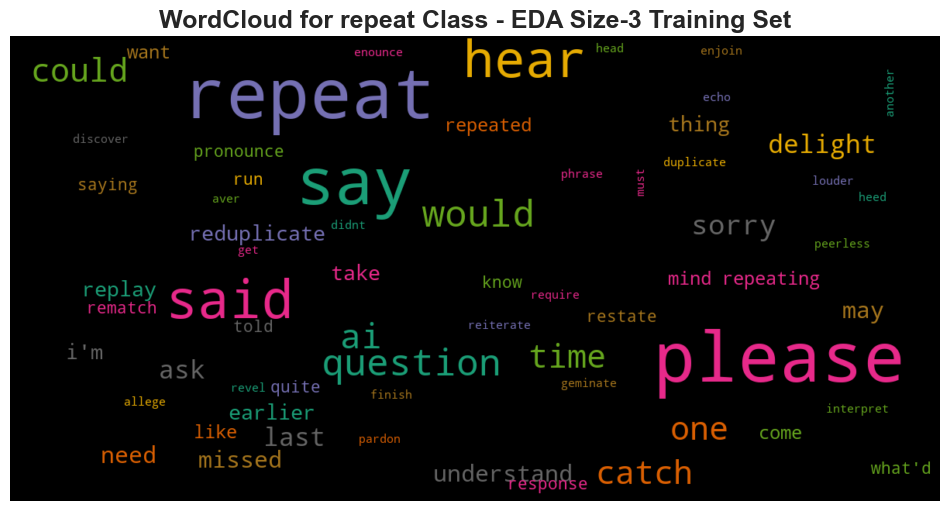 WordCloud for repeat Class - EDA Size-3 Training Set
could
want
enounce
hear
head
enjoin
another
repeat
echo
discover
pronounce
repeated
thing
delight
duplicate
saying
run
aver
say
phrase
must
louder
heed
didnt
would
sorry
reduplicate
get
peerless
replay
rematch
said
take
know
require
mind repeating
told
reiterate
restate
may
i'm
ask
ai
question
time
please
geminate
allege
revel
quite
finish
interpret
earlier
like
last
pardon
one
come
need
missed
understand
response
catch
what'd